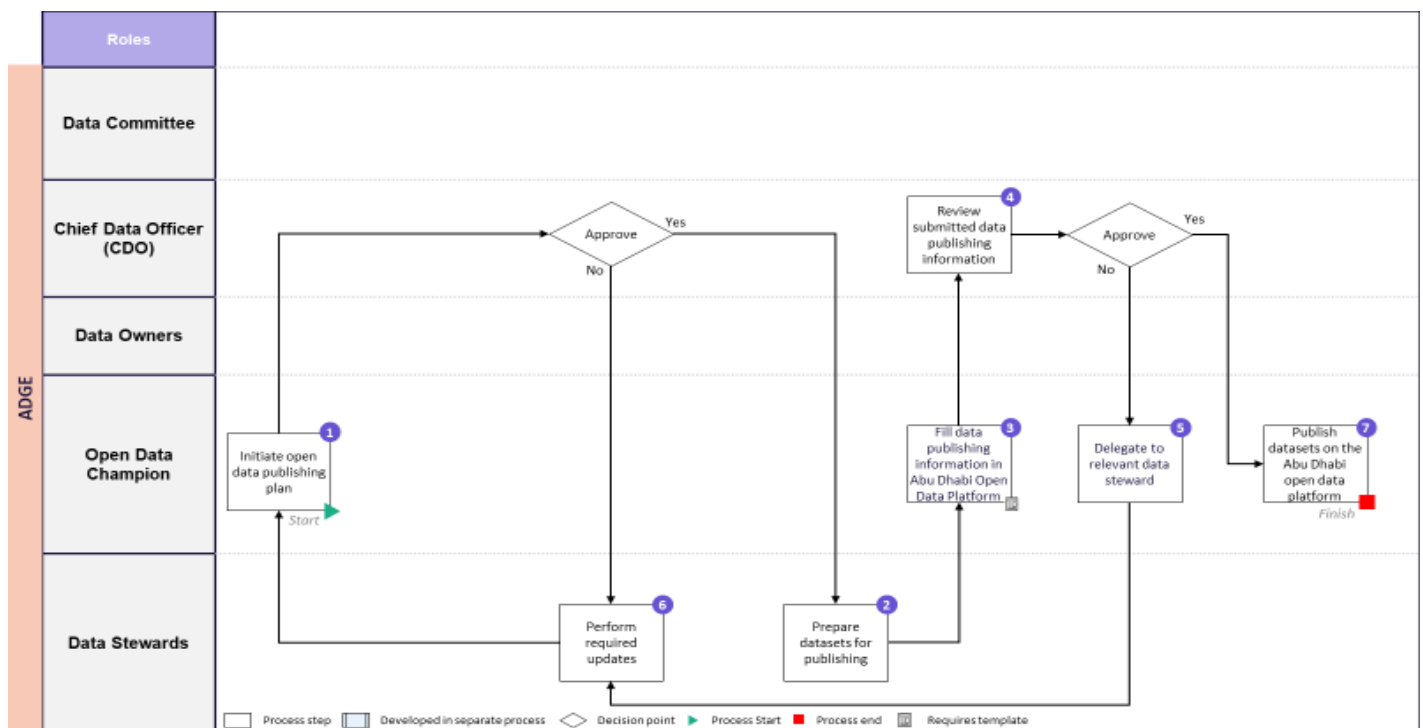 Roles
ADGE
Data Committee
Chief Data Officer
(CDO)
Data Owners
Open Data
Champion
Data Stewards
1
Initiate open
data publishing
plan
Start
Approve
Yes
No
6
Perform
required
updates
2
Prepare
datasets for
publishing
3
Fill data
publishing
information in
Abu Dhabi Open
Data Platform
4
Review
submitted data
publishing
information
Approve
Yes
No
5
Delegate to
relevant data
steward
7
Publish
datasets on the
Abu Dhabi
open data
platform
Finish
Process step
Developed in separate process
Decision point
Process Start
Process end
Requires template